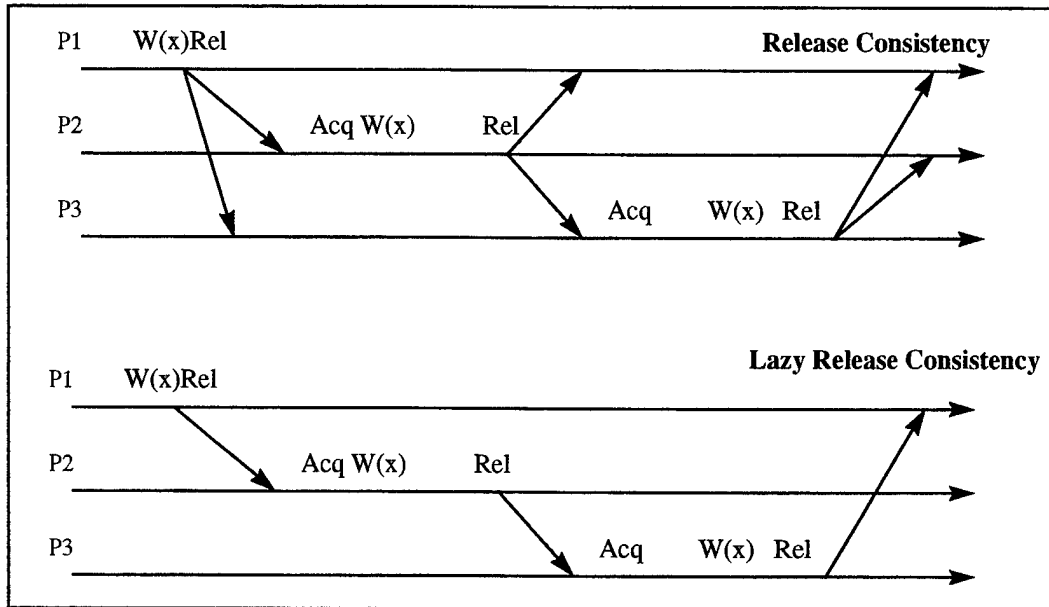 P1 W(x)Rel Release Consistency
P2 Acq W(x) Rel
P3 Acq W(x) Rel
Lazy Release Consistency
P1 W(x)Rel
P2 Acq W(x) Rel
P3 Acq W(x) Rel